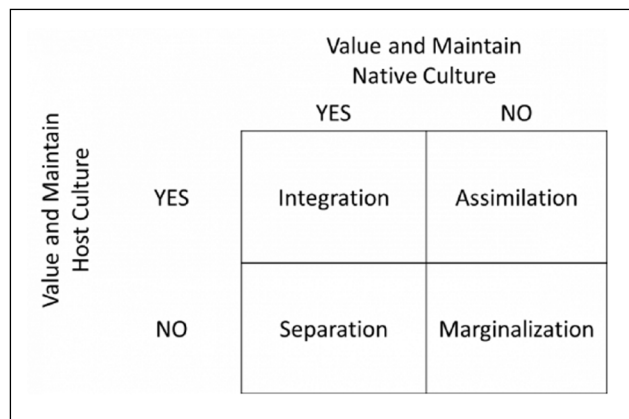 Value and Maintain
Native Culture
YES NO
Value and Maintain
Host Culture
YES Integration Assimilation
NO Separation Marginalization